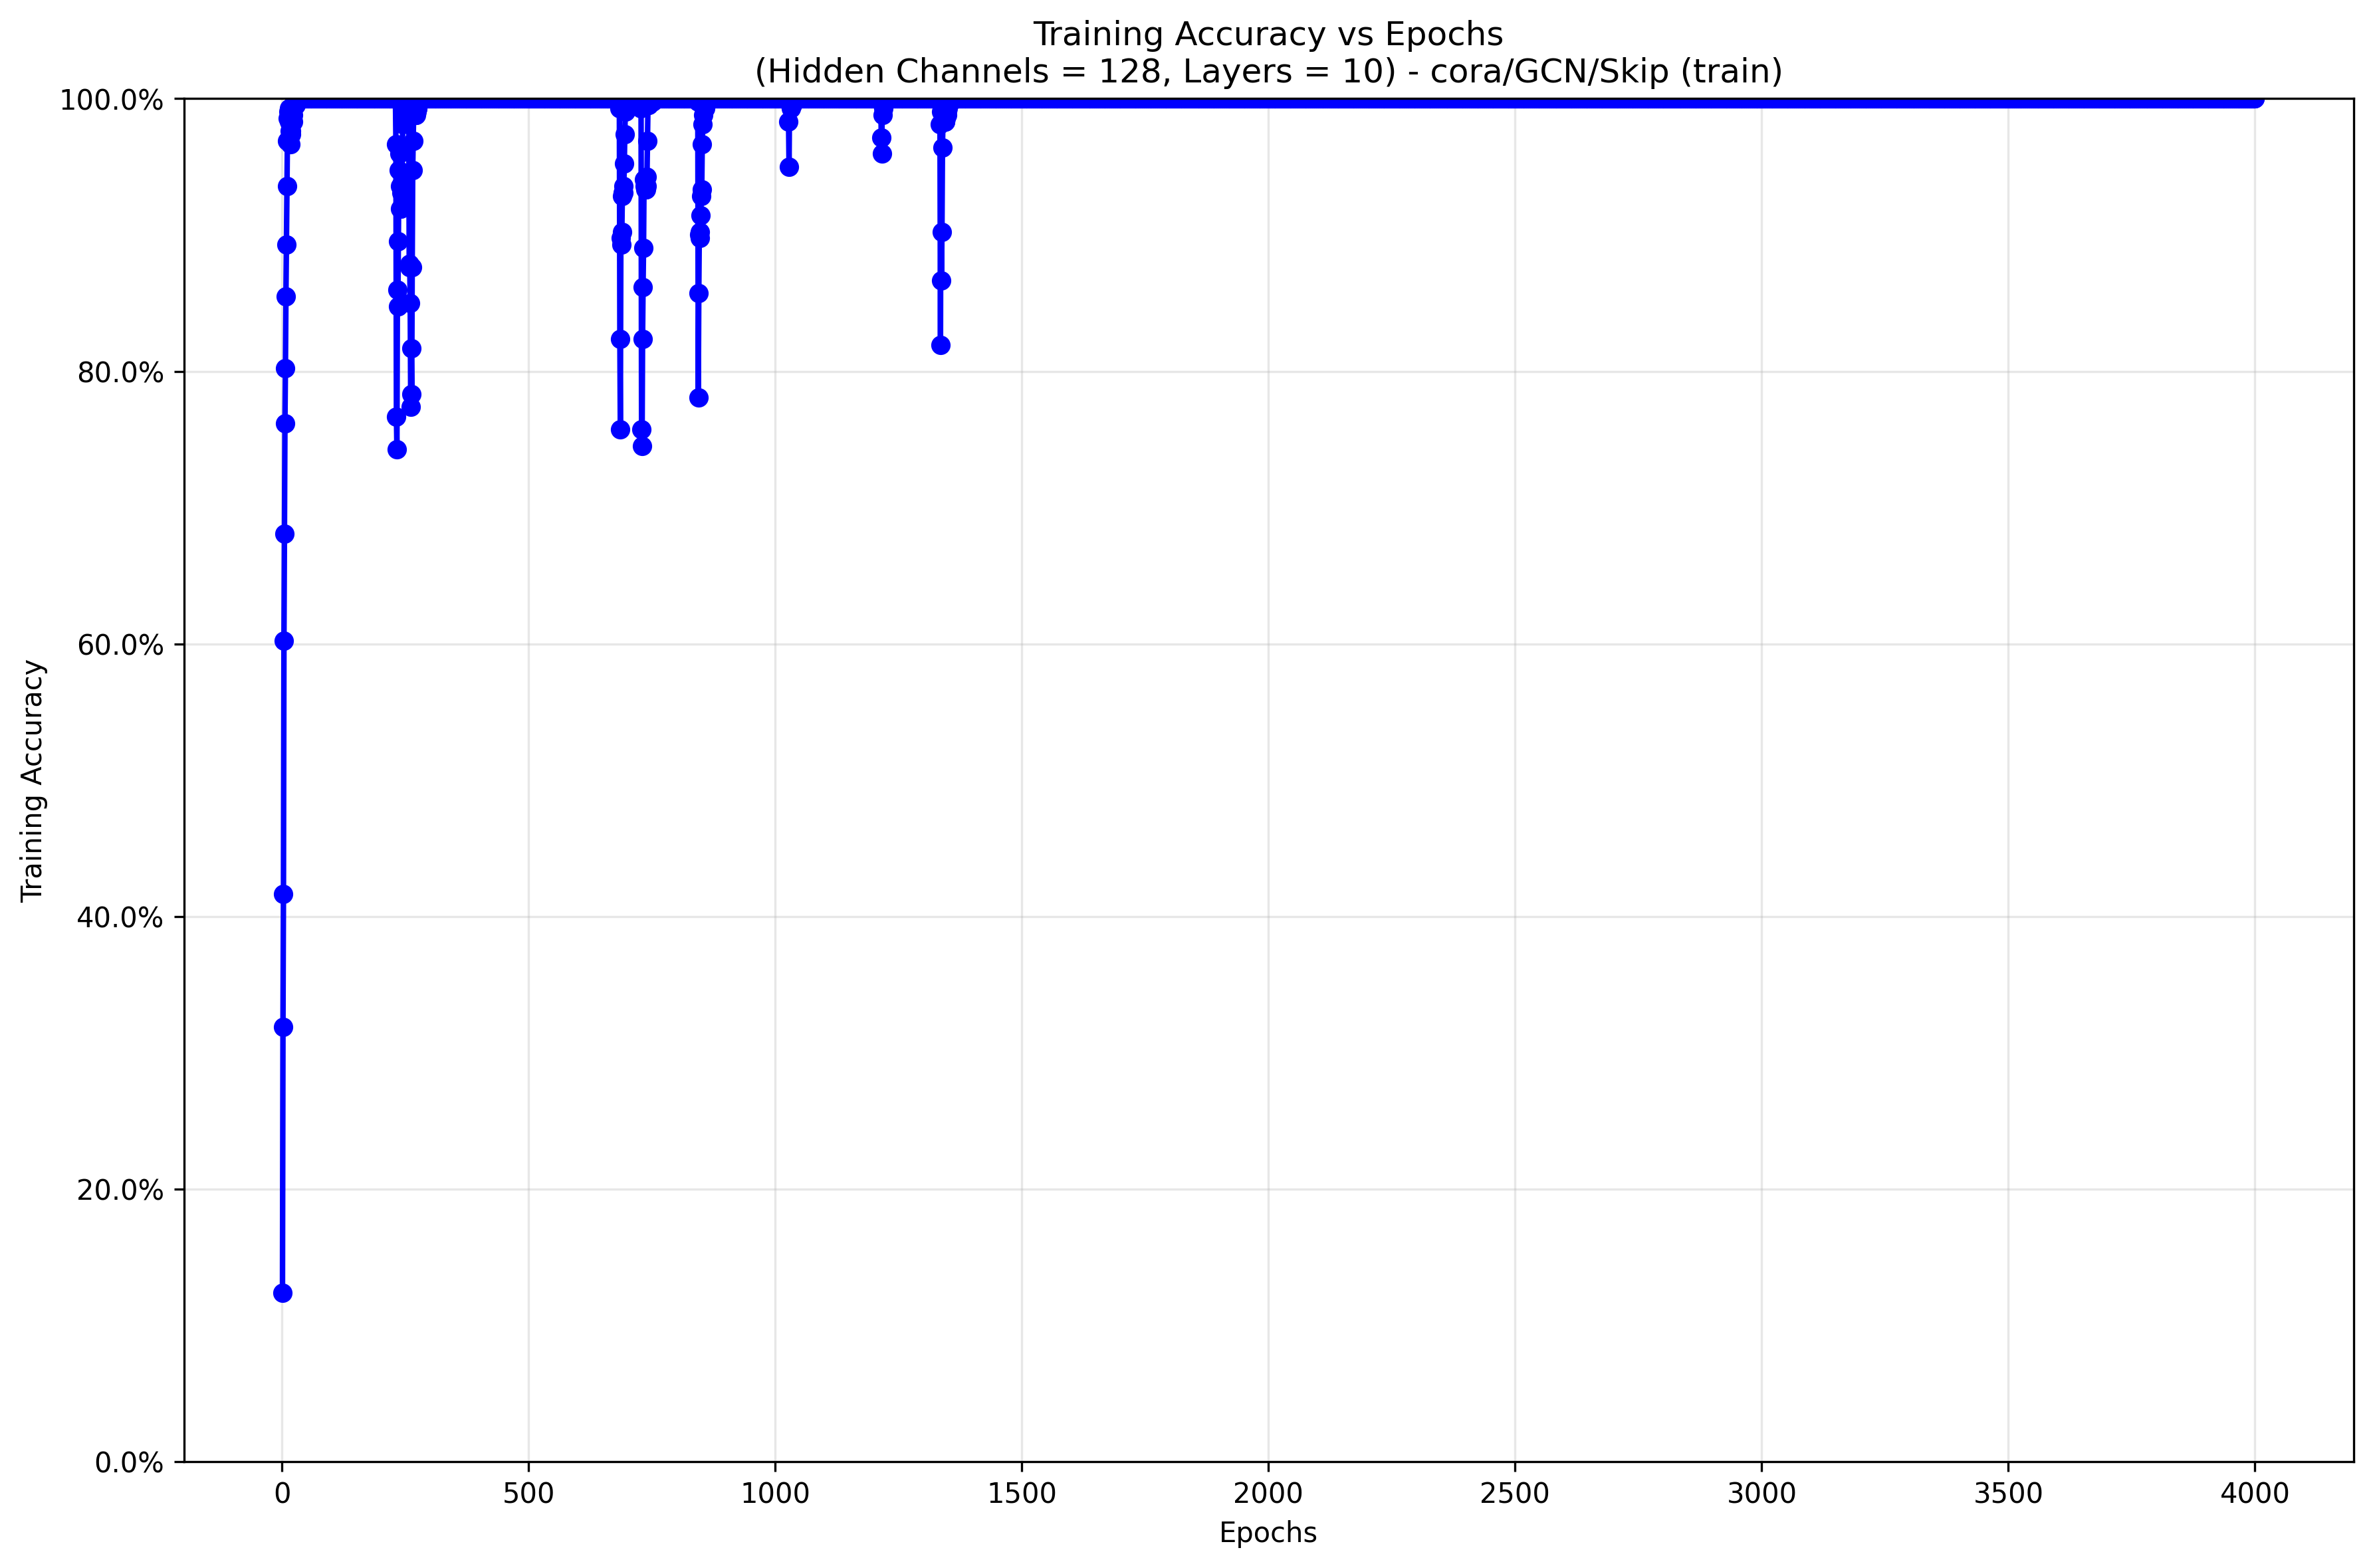 Training Accuracy vs Epochs
(Hidden Channels = 128, Layers = 10) - cora/GCN/Skip (train)
Training Accuracy
100.0%
80.0%
60.0%
40.0%
20.0%
0.0%
0 500 1000 1500 2000 2500 3000 3500 4000
Epochs